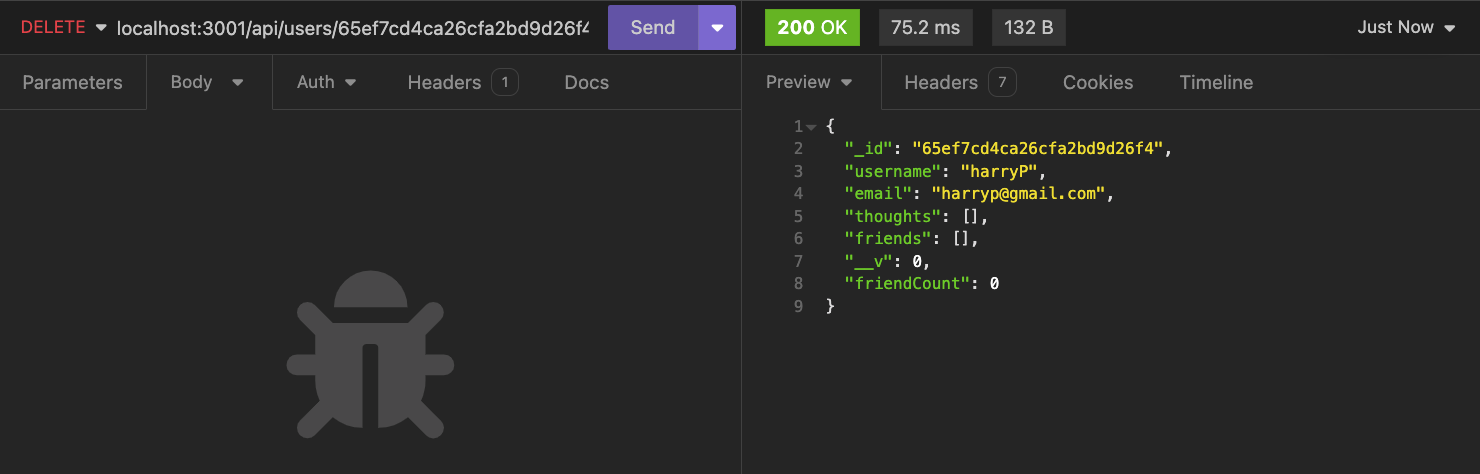 DELETE localhost:3001/api/users/65ef7cd4ca26cfa2bd9d26f4 Send 200 OK 75.2 ms 132 B Just Now
Parameters Body Auth Headers 1 Docs Preview Headers 7 Cookies Timeline
1 {
2 "_id": "65ef7cd4ca26cfa2bd9d26f4",
3 "username": "harryP",
4 "email": "harryp@gmail.com",
5 "thoughts": [],
6 "friends": [],
7 "__v": 0,
8 "friendCount": 0
9 }